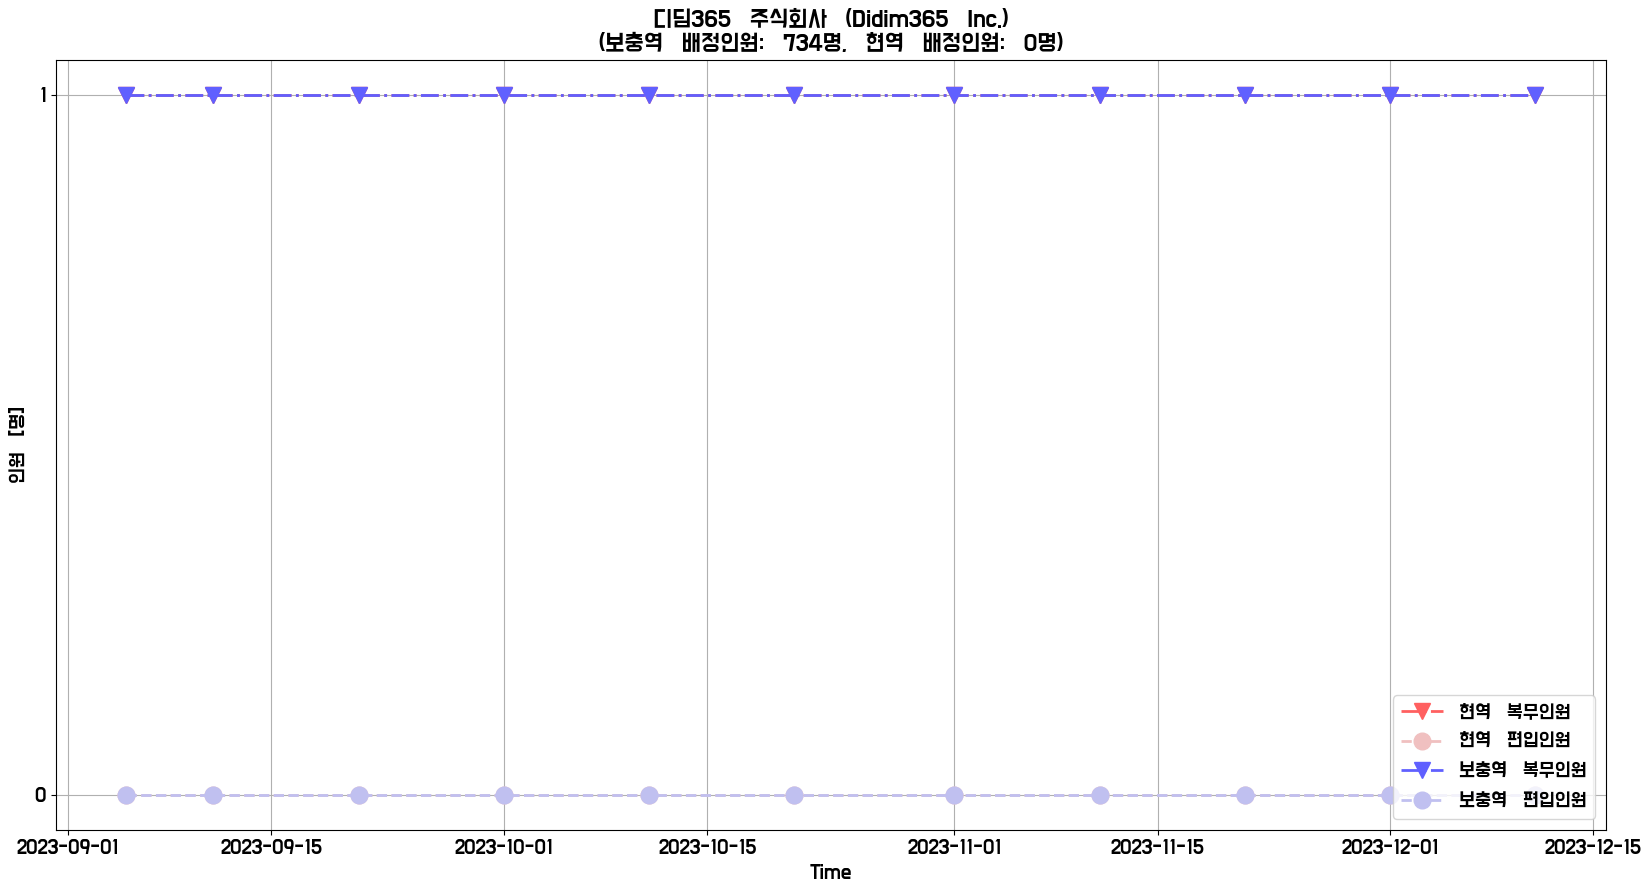 디딤365 주식회사 (Didim365 Inc.)
(보충역 배정인원: 734명, 현역 배정인원: 0명)
1
0
인원 [명]
현역 복무인원
현역 편입인원
보충역 복무인원
보충역 편입인원
2023-09-01 2023-09-15 2023-10-01 2023-10-15 2023-11-01 2023-11-15 2023-12-01 2023-12-15
Time